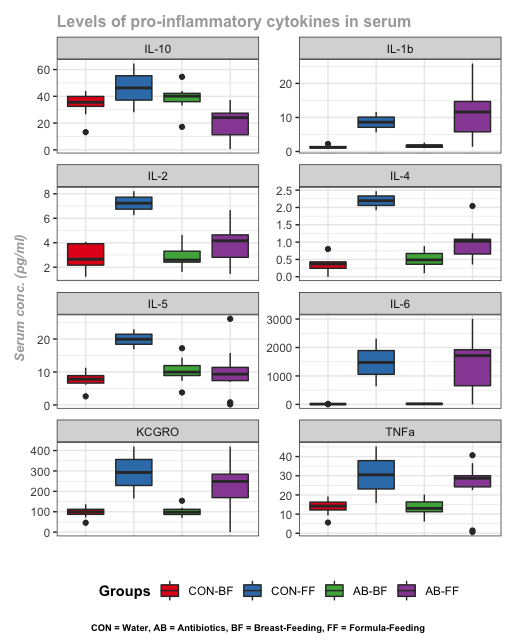 Levels of pro-inflammatory cytokines in serum
IL-10
IL-1b
60
40
20
0
20
10
0
IL-2
IL-4
8
6
4
2
2.5
2.0
1.5
1.0
0.5
0.0
Serum conc. (pg/ml)
IL-5
IL-6
20
10
0
3000
2000
1000
0
KCGRO
TNFa
400
300
200
100
0
40
30
20
10
0
Groups CON-BF CON-FF AB-BF AB-FF
CON = Water, AB = Antibiotics, BF = Breast-Feeding, FF = Formula-Feeding